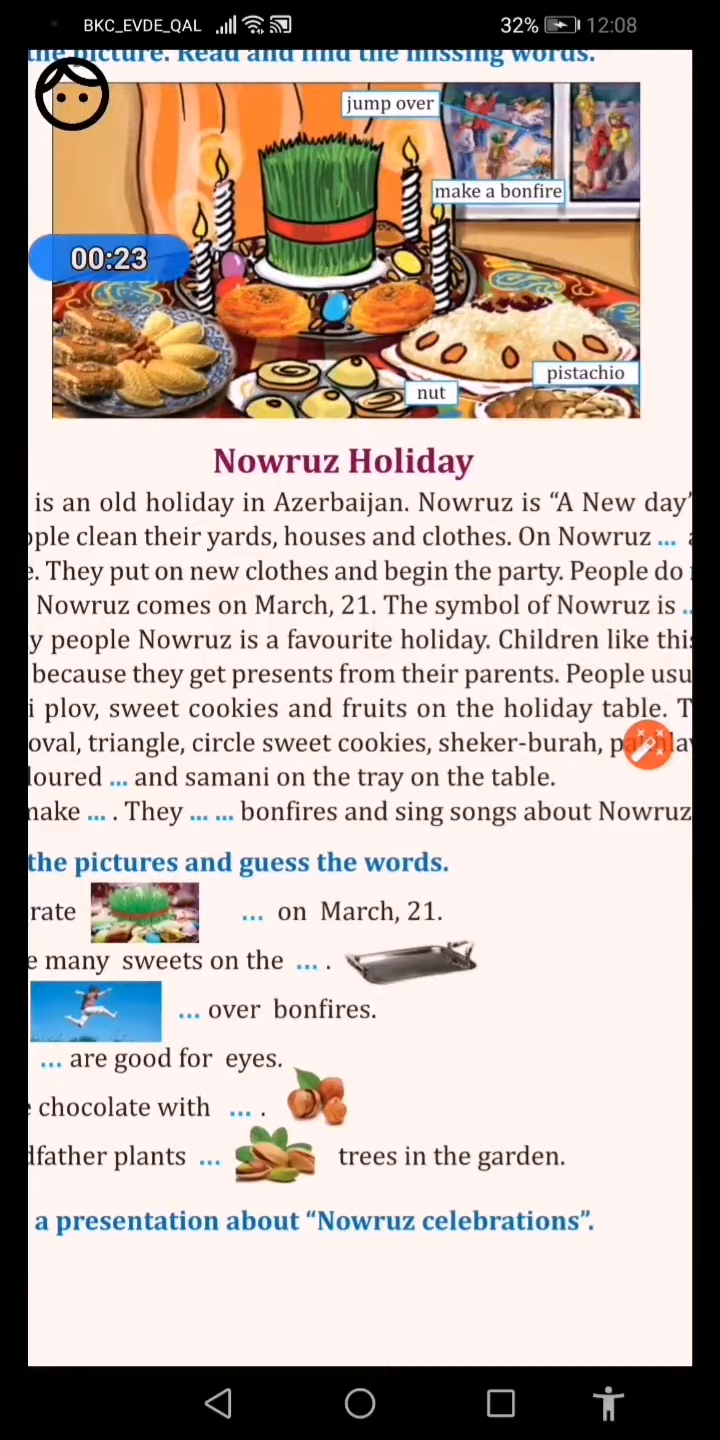 BKC_EVDE_QAL 32% 12:08
the picture. Read and find the missing words.
jump over
make a bonfire
00:23
pistachio
nut
Nowruz Holiday
is an old holiday in Azerbaijan. Nowruz is “A New day”
ple clean their yards, houses and clothes. On Nowruz ...
e. They put on new clothes and begin the party. People do
Nowruz comes on March, 21. The symbol of Nowruz is ..
y people Nowruz is a favourite holiday. Children like this
because they get presents from their parents. People usu
i plov, sweet cookies and fruits on the holiday table. T
oval, triangle, circle sweet cookies, sheker-burah,
loured ... and samani on the tray on the table.
make ... . They ... ... bonfires and sing songs about Nowruz
the pictures and guess the words.
rate ... on March, 21.
e many sweets on the ... .
... over bonfires.
... are good for eyes.
e chocolate with ... .
dfather plants ... trees in the garden.
a presentation about “Nowruz celebrations”.